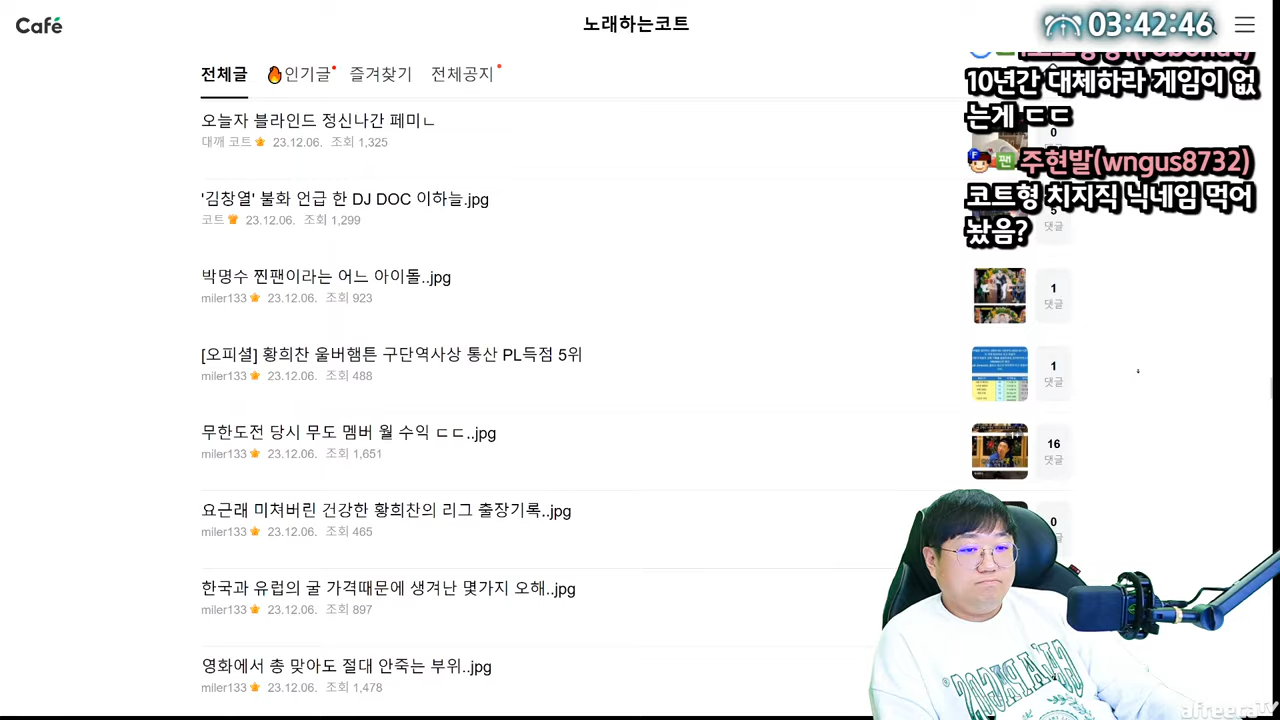 Café
노래하는코트
03:42:46
전체글 인기글 즐겨찾기 전체공지
10년간 대체하라 게임이 없
는게 ㄷㄷ
F 팬 주현발(wngus8732)
코트형 치지직 닉네임 먹어
놨음?
오늘자 블라인드 정신나간 페미ㄴ
대깨 코트 23.12.06. 조회 1,325
0
'김창열' 불화 언급 한 DJ DOC 이하늘.jpg
코트 23.12.06. 조회 1,299
5
댓글
박명수 찐팬이라는 어느 아이돌..jpg
miler133 23.12.06. 조회 923
1
댓글
[오피셜] 황희찬 울버햄튼 구단역사상 통산 PL득점 5위
miler133 23.12.06. 조회 488
1
댓글
무한도전 당시 무도 멤버 월 수익 ㄷㄷ..jpg
miler133 23.12.06. 조회 1,651
16
댓글
요근래 미쳐버린 건강한 황희찬의 리그 출장기록..jpg
miler133 23.12.06. 조회 465
0
한국과 유럽의 굴 가격때문에 생겨난 몇가지 오해..jpg
miler133 23.12.06. 조회 897
영화에서 총 맞아도 절대 안죽는 부위..jpg
miler133 23.12.06. 조회 1,478
afreecaTV